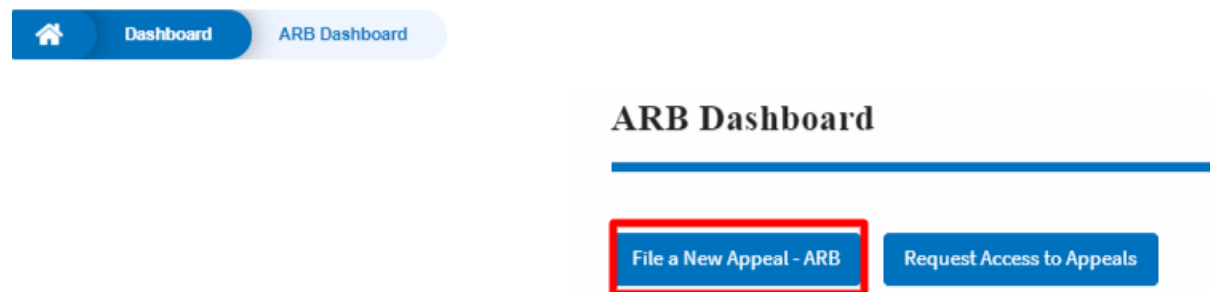 Dashboard ARB Dashboard
ARB Dashboard
File a New Appeal - ARB Request Access to Appeals